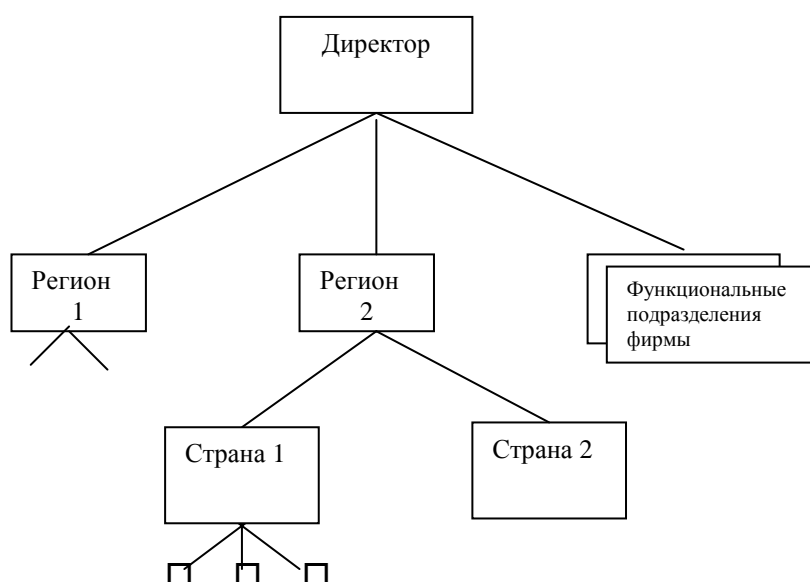 Директор
Регион
1
Регион
2
Функциональные
подразделения
фирмы
Страна 1
Страна 2